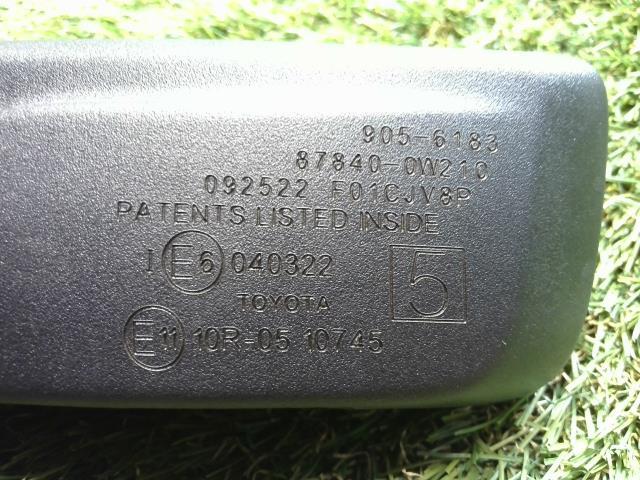 905-6183
87840-0W210
092522 F01CJV8P
PATENTS LISTED INSIDE
I E6 040322
5
TOYOTA
E11 10R-05 10745